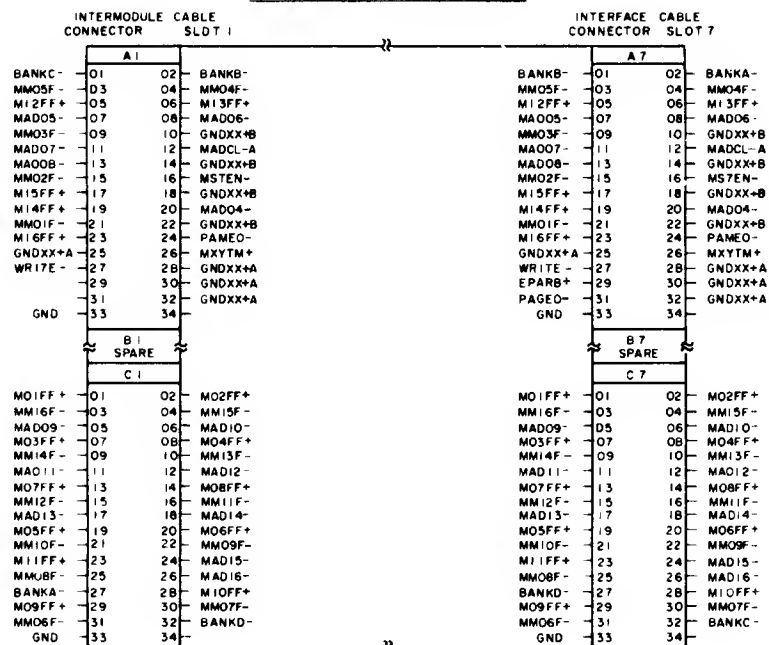 INTERMODULE CABLE
CONNECTOR SLOT 1
A1
BANKC- 01 02 BANKB-
MM05F- 03 04 MM04F-
M12FF+ 05 06 M13FF+
MAD05- 07 08 MAD06-
MM03F- 09 10 GNDXX+B
MAD07- 11 12 MADCL-A
MAD08- 13 14 GNDXX+B
MM02F- 15 16 MSTEN-
M15FF+ 17 18 GNDXX+B
M14FF+ 19 20 MAD04-
MM01F- 21 22 GNDXX+B
M16FF+ 23 24 PAMEO-
GNDXX+A 25 26 MXYTM+
WRITE- 27 28 GNDXX+A
29 30 GNDXX+A
31 32 GNDXX+A
GND 33 34
B1
SPARE
C1
M01FF+ 01 02 M02FF+
MM16F- 03 04 MM15F-
MAD09- 05 06 MAD10-
M03FF+ 07 08 M04FF+
MM14F- 09 10 MM13F-
MAD11- 11 12 MAD12-
M07FF+ 13 14 M08FF+
MM12F- 15 16 MM11F-
MAD13- 17 18 MAD14-
M05FF+ 19 20 M06FF+
MM10F- 21 22 MM09F-
M11FF+ 23 24 MAD15-
MM08F- 25 26 MAD16-
BANKA- 27 28 M10FF+
M09FF+ 29 30 MM07F-
MM06F- 31 32 BANKD-
GND 33 34
INTERFACE CABLE
CONNECTOR SLOT 7
A7
BANKB- 01 02 BANKA-
MM05F- 03 04 MM04F-
M12FF+ 05 06 M13FF+
MAD05- 07 08 MAD06-
MM03F- 09 10 GNDXX+B
MAD07- 11 12 MADCL-A
MAD08- 13 14 GNDXX+B
MM02F- 15 16 MSTEN-
M15FF+ 17 18 GNDXX+B
M14FF+ 19 20 MAD04-
MM01F- 21 22 GNDXX+B
M16FF+ 23 24 PAMEO-
GNDXX+A 25 26 MXYTM+
WRITE- 27 28 GNDXX+A
EPARB+ 29 30 GNDXX+A
PAGEO- 31 32 GNDXX+A
GND 33 34
B7
SPARE
C7
M01FF+ 01 02 M02FF+
MM16F- 03 04 MM15F-
MAD09- 05 06 MAD10-
M03FF+ 07 08 M04FF+
MM14F- 09 10 MM13F-
MAD11- 11 12 MAD12-
M07FF+ 13 14 M08FF+
MM12F- 15 16 MM11F-
MAD13- 17 18 MAD14-
M05FF+ 19 20 M06FF+
MM10F- 21 22 MM09F-
M11FF+ 23 24 MAD15-
MM08F- 25 26 MAD16-
BANKD- 27 28 M10FF+
M09FF+ 29 30 MM07F-
MM06F- 31 32 BANKC-
GND 33 34